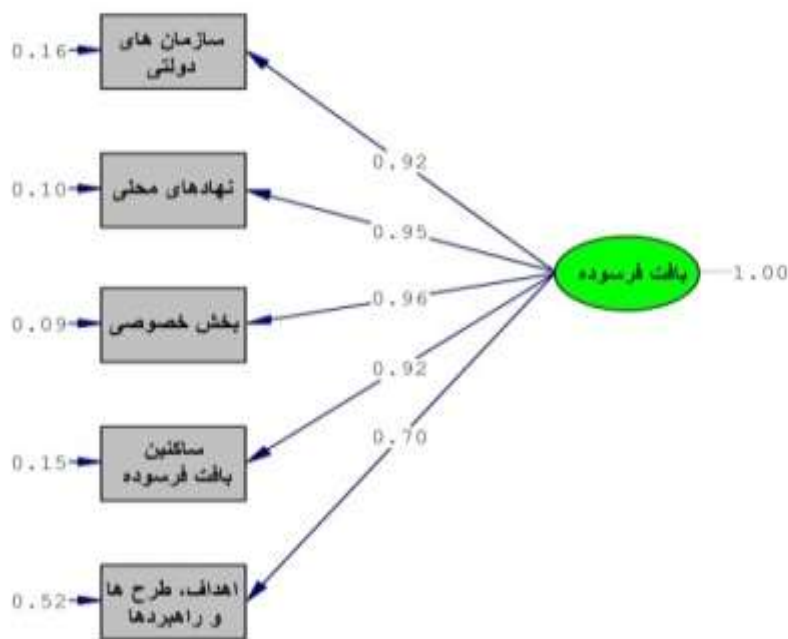 0.16
سازمان های
دولتی
0.92
0.10
نهادهای محلی
0.95
بافت فرسوده
1.00
0.09
بخش خصوصی
0.96
0.15
ساکنین
بافت فرسوده
0.92
0.52
اهداف، طرح ها
و راهبردها
0.70